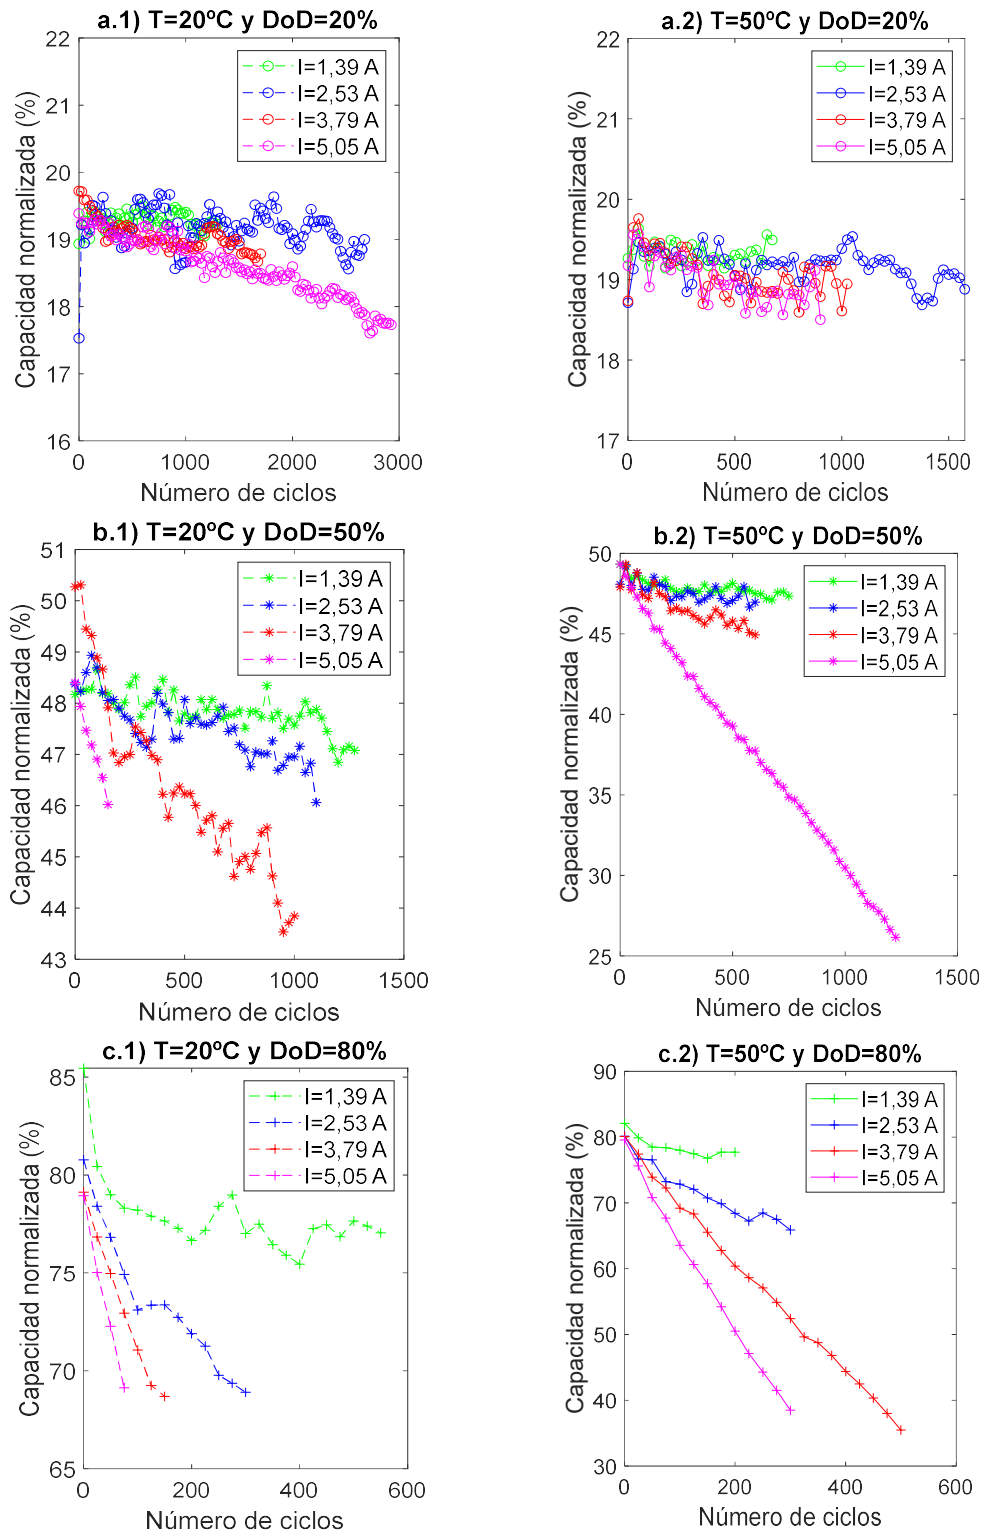 a.1) T=20ºC y DoD=20%
Capacidad normalizada (%)
22
21
20
19
18
17
16
0
1000
2000
3000
Número de ciclos
I=1,39 A
I=2,53 A
I=3,79 A
I=5,05 A
a.2) T=50ºC y DoD=20%
Capacidad normalizada (%)
22
21
20
19
18
17
0
500
1000
1500
Número de ciclos
I=1,39 A
I=2,53 A
I=3,79 A
I=5,05 A
b.1) T=20ºC y DoD=50%
Capacidad normalizada (%)
51
50
49
48
47
46
45
44
43
0
500
1000
1500
Número de ciclos
I=1,39 A
I=2,53 A
I=3,79 A
I=5,05 A
b.2) T=50ºC y DoD=50%
Capacidad normalizada (%)
50
45
40
35
30
25
0
500
1000
1500
Número de ciclos
I=1,39 A
I=2,53 A
I=3,79 A
I=5,05 A
c.1) T=20ºC y DoD=80%
Capacidad normalizada (%)
85
80
75
70
65
0
200
400
600
Número de ciclos
I=1,39 A
I=2,53 A
I=3,79 A
I=5,05 A
c.2) T=50ºC y DoD=80%
Capacidad normalizada (%)
90
80
70
60
50
40
30
0
200
400
600
Número de ciclos
I=1,39 A
I=2,53 A
I=3,79 A
I=5,05 A